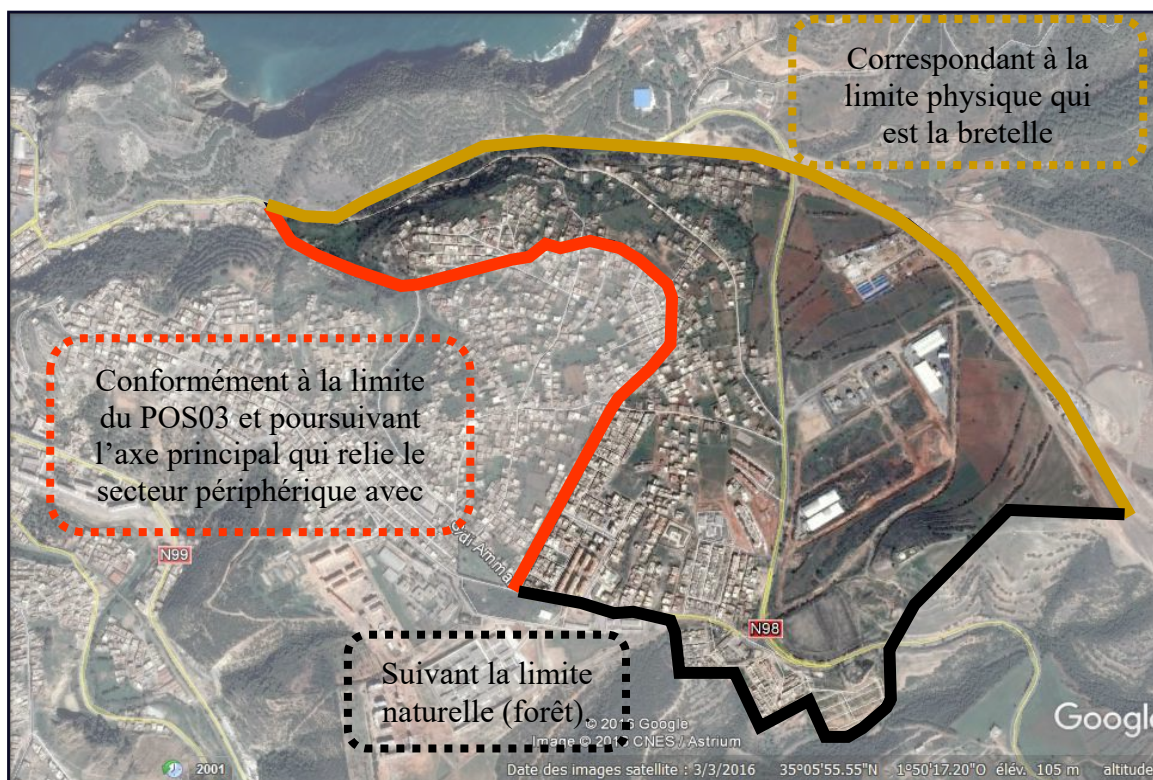 Correspondant à la
limite physique qui
est la bretelle
Conformément à la limite
du POS03 et poursuivant
l’axe principal qui relie le
secteur périphérique avec
N99
N98
Suivant la limite
naturelle (forêt)
© 2016 Google
Image © 2016 CNES / Astrium
Google
2001
Date des images satellite : 3/3/2016 35°05'55.55"N 1°50'17.20"O élév. 105 m altitude